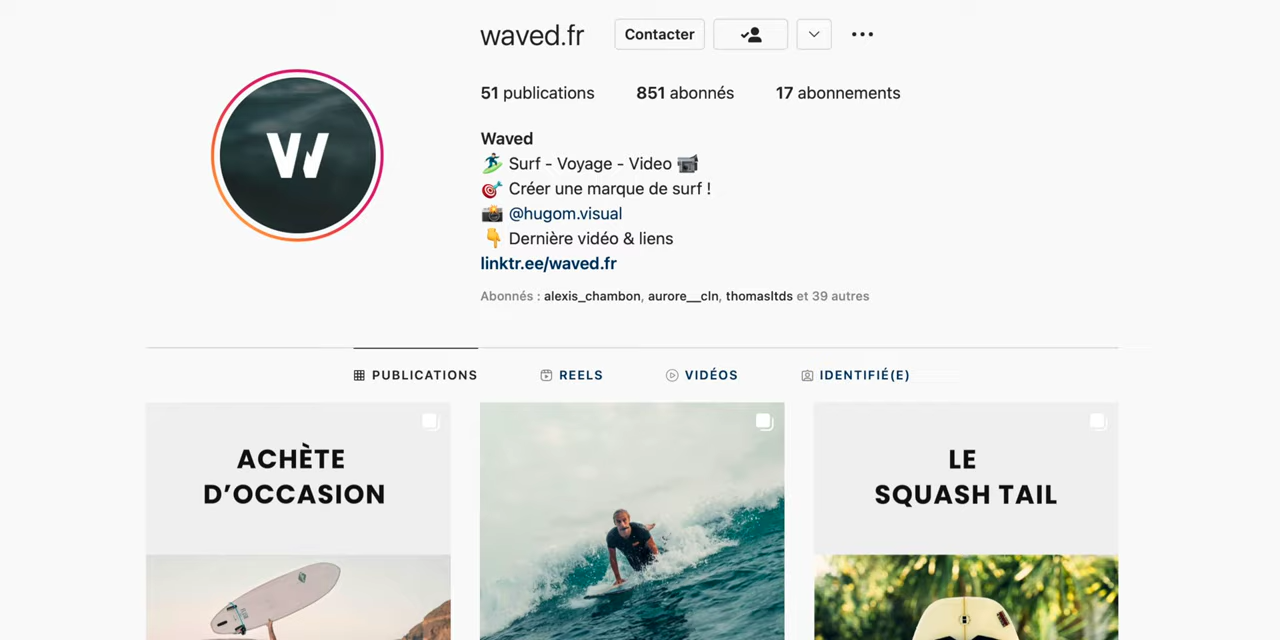 waved.fr Contacter
51 publications 851 abonnés 17 abonnements
Waved
🏄 Surf - Voyage - Video 📹
🎯 Créer une marque de surf !
📸 @hugom.visual
👇 Dernière vidéo & liens
linktr.ee/waved.fr
Abonnés : alexis_chambon, aurore__cln, thomasltds et 39 autres
PUBLICATIONS REELS VIDÉOS IDENTIFIÉ(E)
ACHÈTE
D’OCCASION
LE
SQUASH TAIL
W